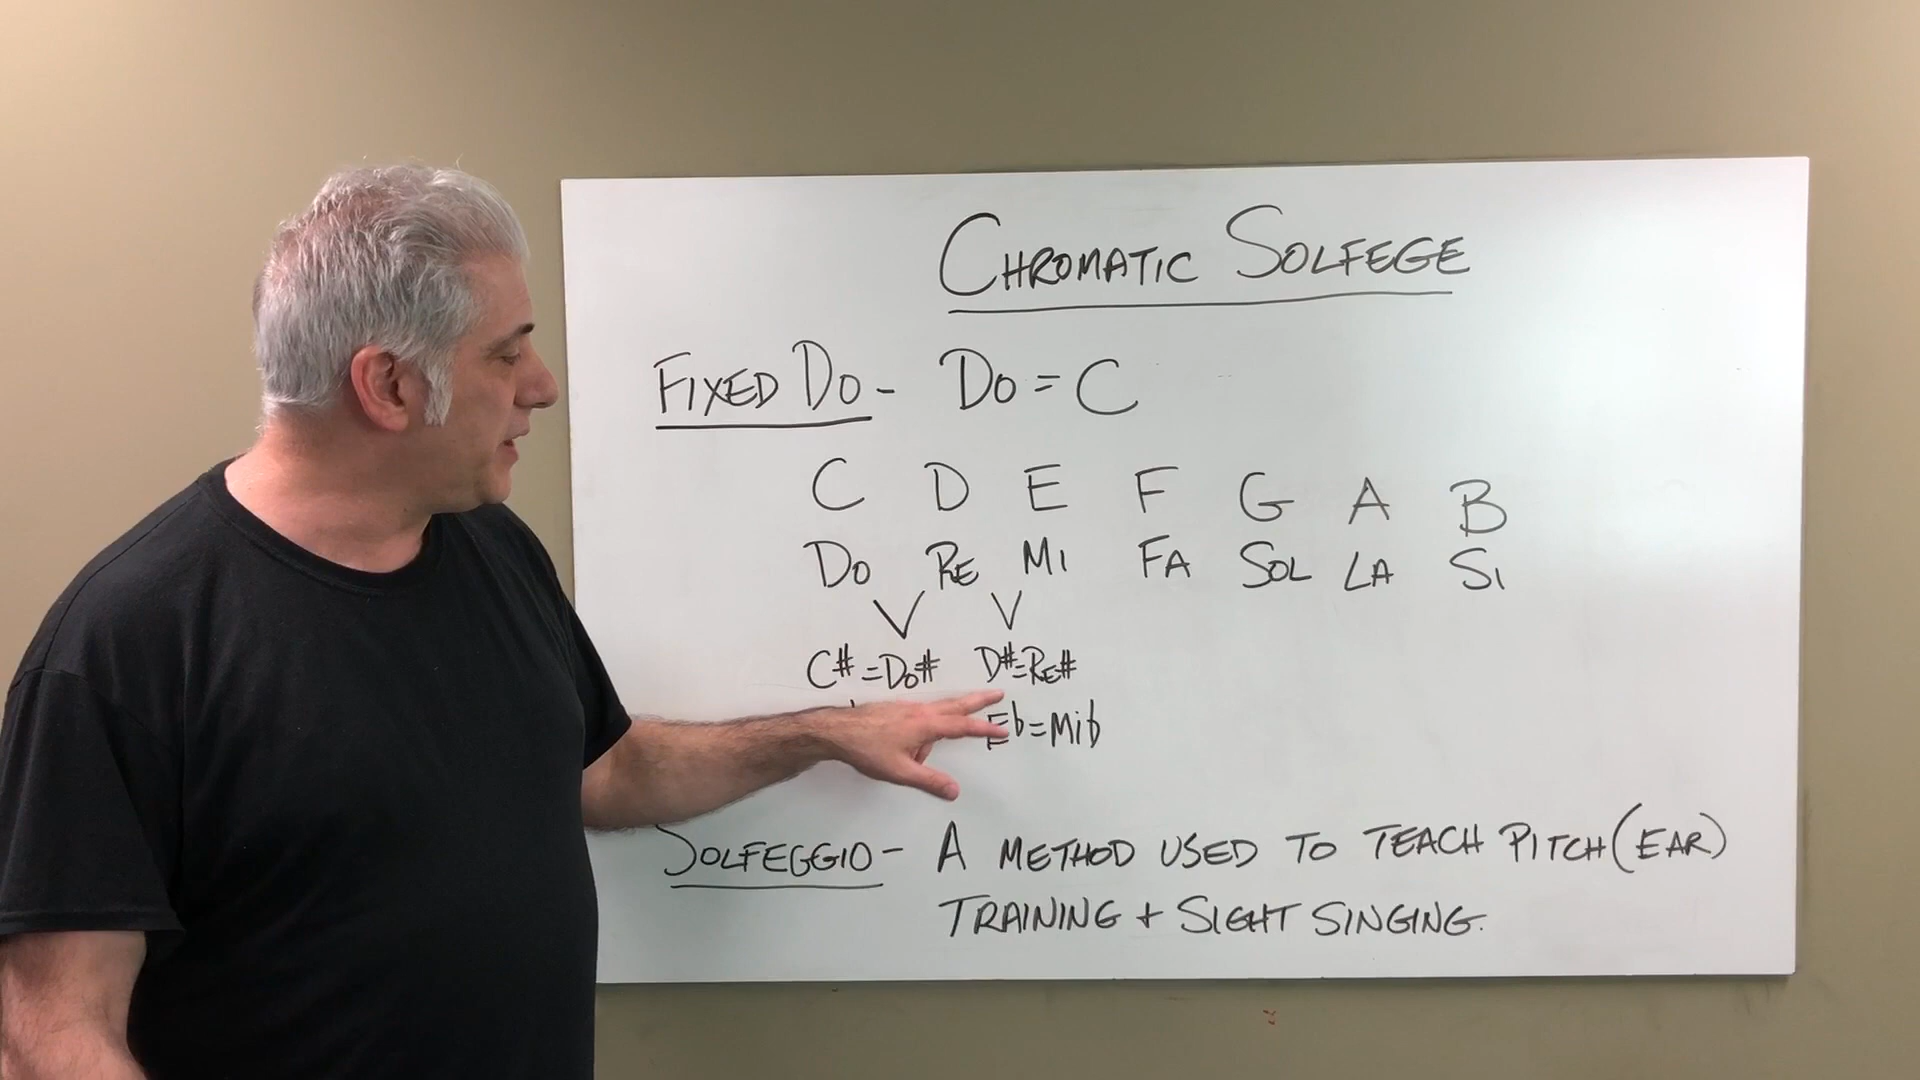 CHROMATIC SOLFEGE
FIXED DO - DO = C
C D E F G A B
DO RE MI FA SOL LA SI
C# = DO# D#=RE#
Eb=Mib
SOLFEGGIO - A METHOD USED TO TEACH PITCH (EAR)
TRAINING + SIGHT SINGING.